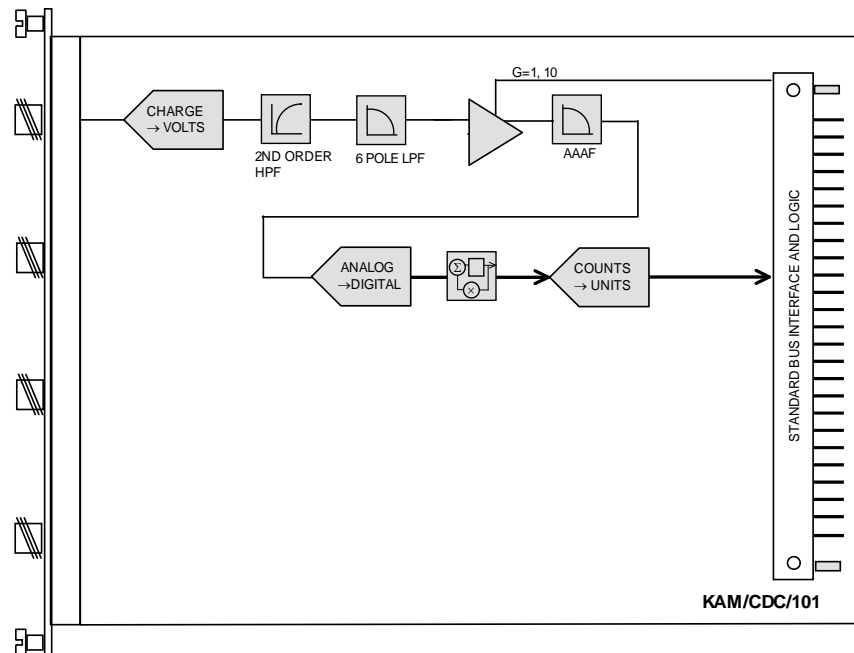 G=1, 10
CHARGE
→ VOLTS
2ND ORDER
HPF
6 POLE LPF
AAAF
ANALOG
→DIGITAL
Σ
×
COUNTS
→ UNITS
STANDARD BUS INTERFACE AND LOGIC
KAM/CDC/101